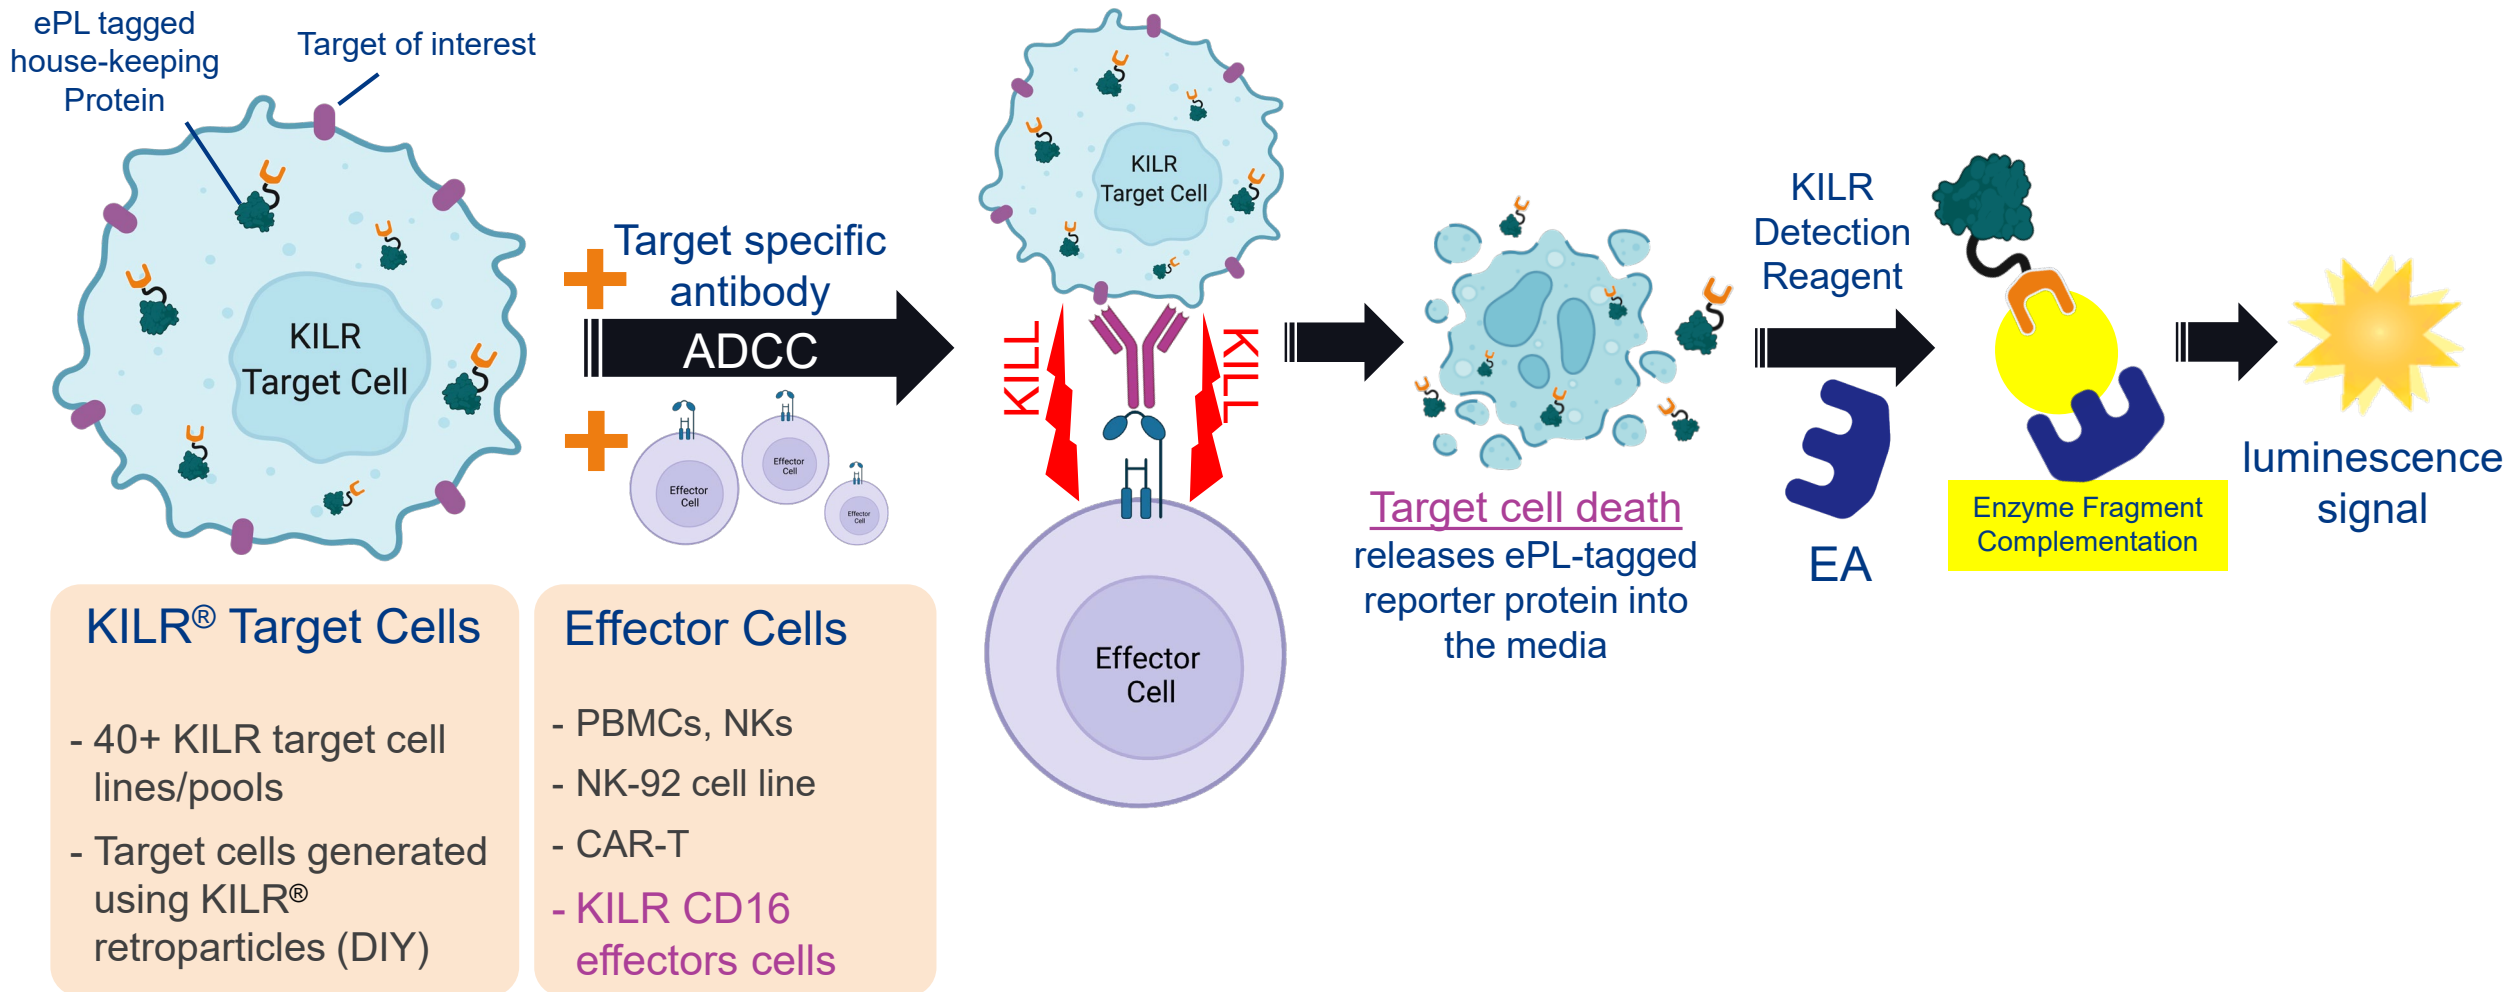 ePL tagged
house-keeping
Protein
Target of interest
KILR
Target Cell
Target specific
antibody
ADCC
Effector
Cell
Effector
Cell
Effector
Cell
KILR
Target Cell
KILL
KILL
Effector
Cell
Target cell death
releases ePL-tagged
reporter protein into
the media
KILR
Detection
Reagent
EA
Enzyme Fragment
Complementation
luminescence
signal
KILR® Target Cells
- 40+ KILR target cell
lines/pools
- Target cells generated
using KILR®
retroparticles (DIY)
Effector Cells
- PBMCs, NKs
- NK-92 cell line
- CAR-T
- KILR CD16
effectors cells